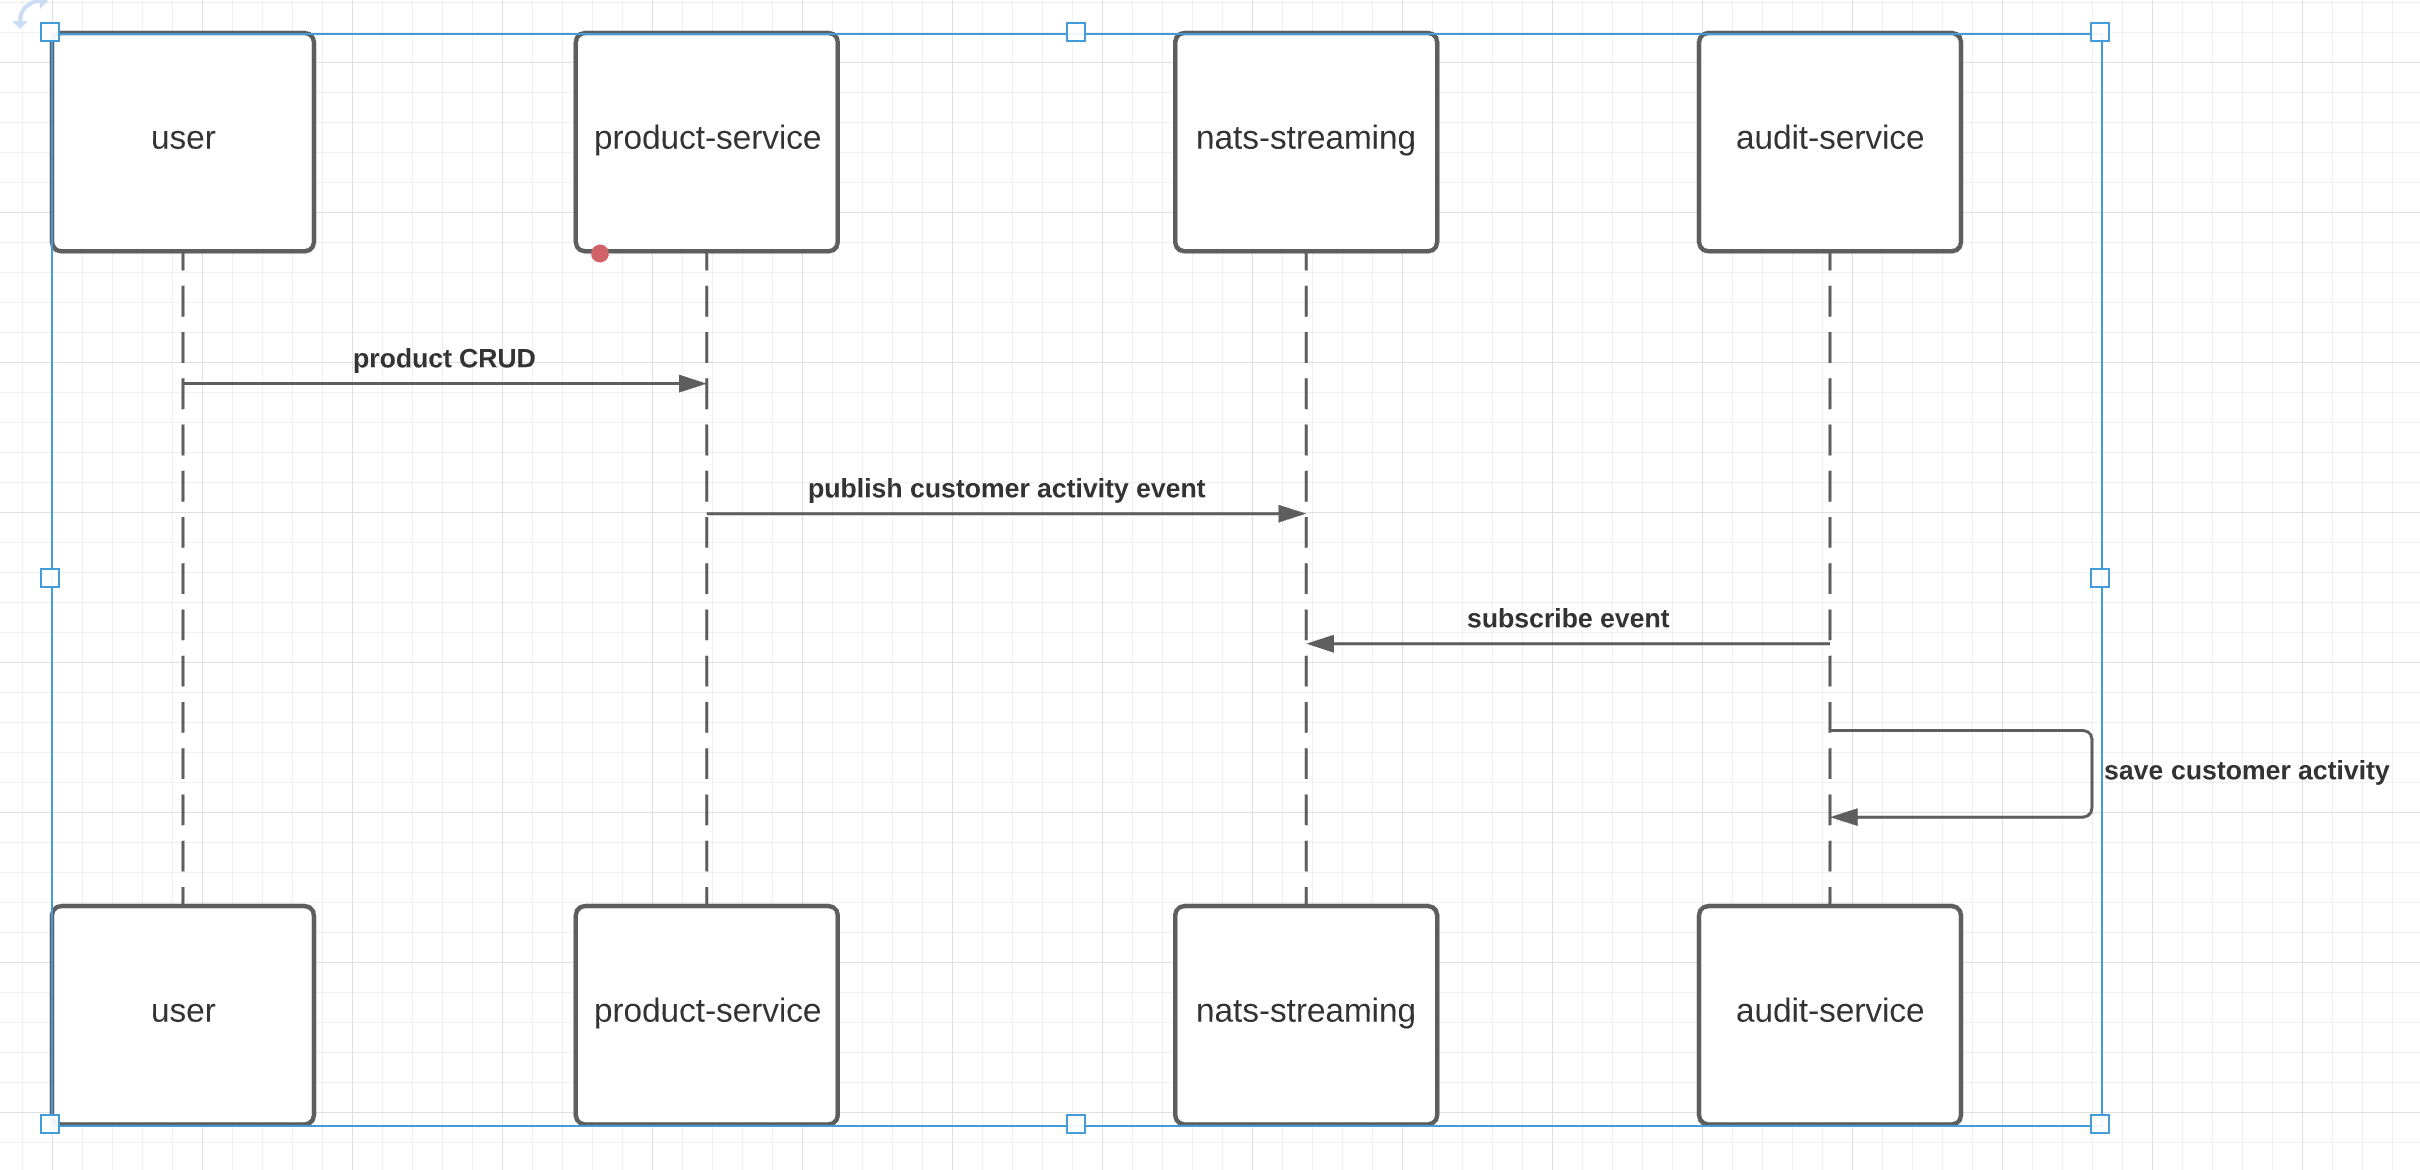 user
product-service
nats-streaming
audit-service
product CRUD
publish customer activity event
subscribe event
save customer activity
user
product-service
nats-streaming
audit-service